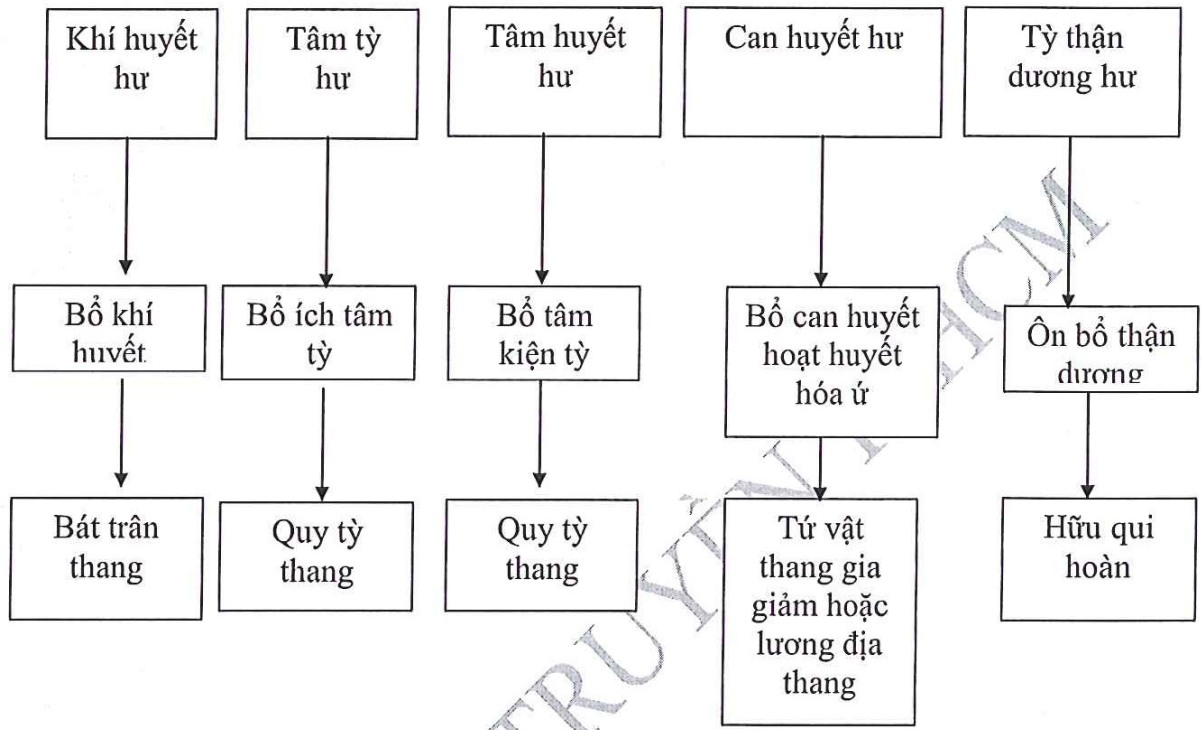 Khí huyết
hư
Tâm tỳ
hư
Tâm huyết
hư
Can huyết hư
Tỳ thận
dương hư
Bổ khí
huyết
Bổ ích tâm
tỳ
Bổ tâm
kiện tỳ
Bổ can huyết
hoạt huyết
hóa ứ
Ôn bổ thận
dương
Bát trân
thang
Quy tỳ
thang
Quy tỳ
thang
Tứ vật
thang gia
giảm hoặc
lương địa
thang
Hữu qui
hoàn
TRUYỀN
HCM